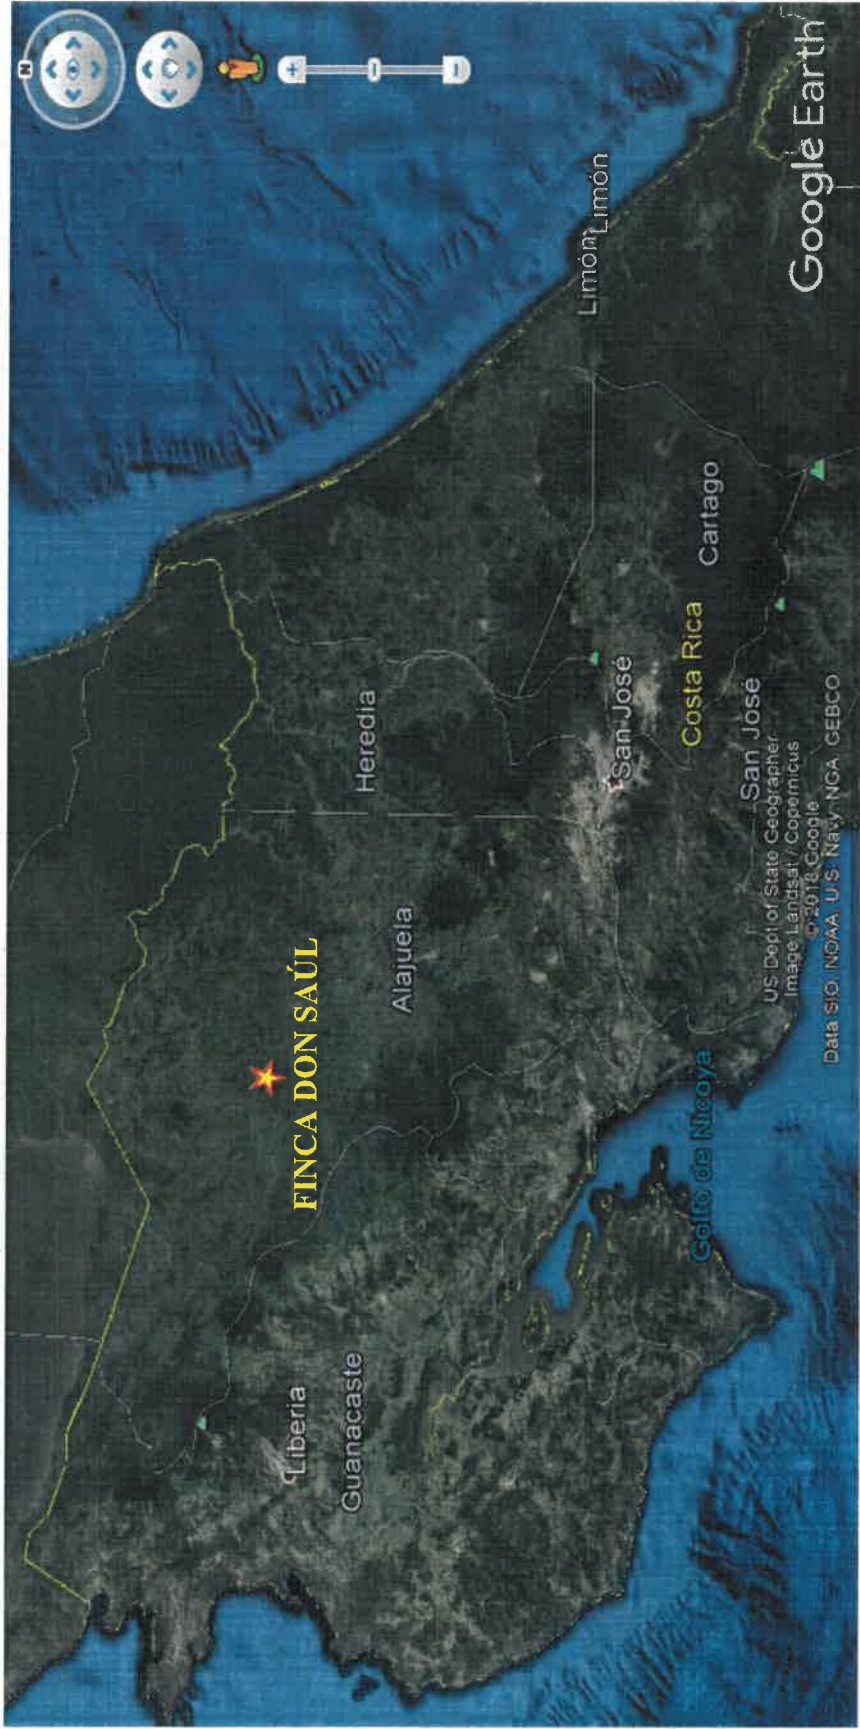 N
FINCA DON SAÚL
Liberia
Guanacaste
Heredia
Alajuela
Limón
Limón
San José
Cartago
Costa Rica
San José
Golfo de Nicoya
US Dept of State Geographer
Image Landsat / Copernicus
© 2018 Google
Data SIO, NOAA, U.S. Navy, NGA, GEBCO
Google Earth